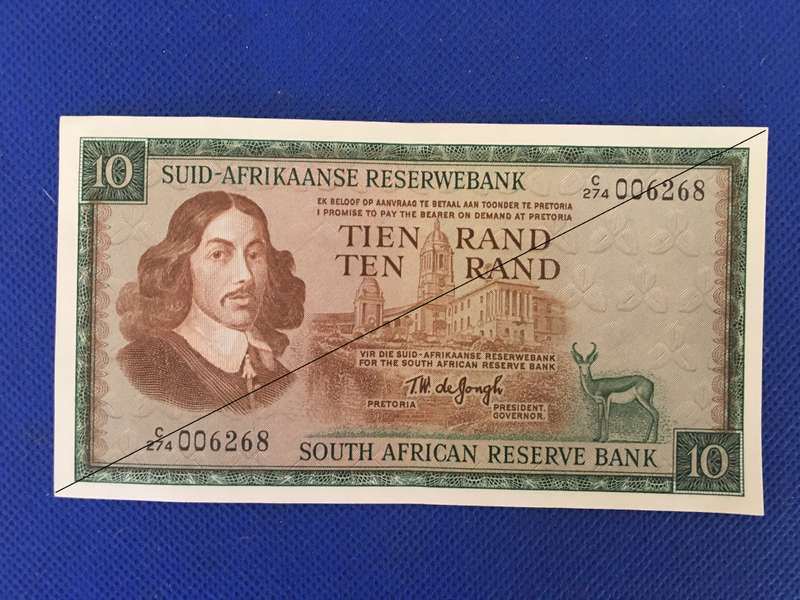 10
SUID-AFRIKAANSE RESERWEBANK
C/274 006268
EK BELOOF OP AANVRAAG TE BETAAL AAN TOONDER TE PRETORIA
I PROMISE TO PAY THE BEARER ON DEMAND AT PRETORIA
TIEN RAND
TEN RAND
VIR DIE SUID-AFRIKAANSE RESERWEBANK
FOR THE SOUTH AFRICAN RESERVE BANK
T.W. de Jongh
PRETORIA
PRESIDENT.
GOVERNOR.
C/274 006268
SOUTH AFRICAN RESERVE BANK
10